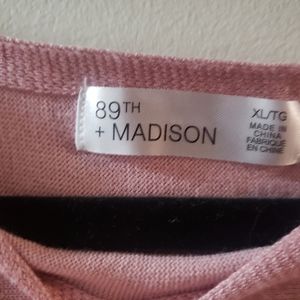 89TH
+ MADISON
XL/TG
MADE IN
CHINA
FABRIQUÉ
EN CHINE